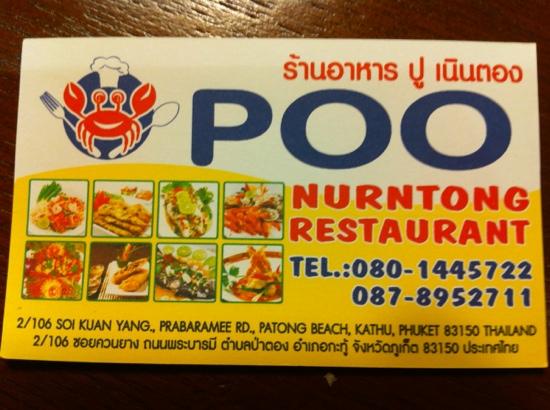 ร้านอาหาร ปู เนินตอง
POO
NURNTONG
RESTAURANT
TEL.:080-1445722
087-8952711
2/106 SOI KUAN YANG., PRABARAMEE RD., PATONG BEACH, KATHU, PHUKET 83150 THAILAND
2/106 ซอยควนยาง ถนนพระบารมี ตำบลป่าตอง อำเภอกะทู้ จังหวัดภูเก็ต 83150 ประเทศไทย